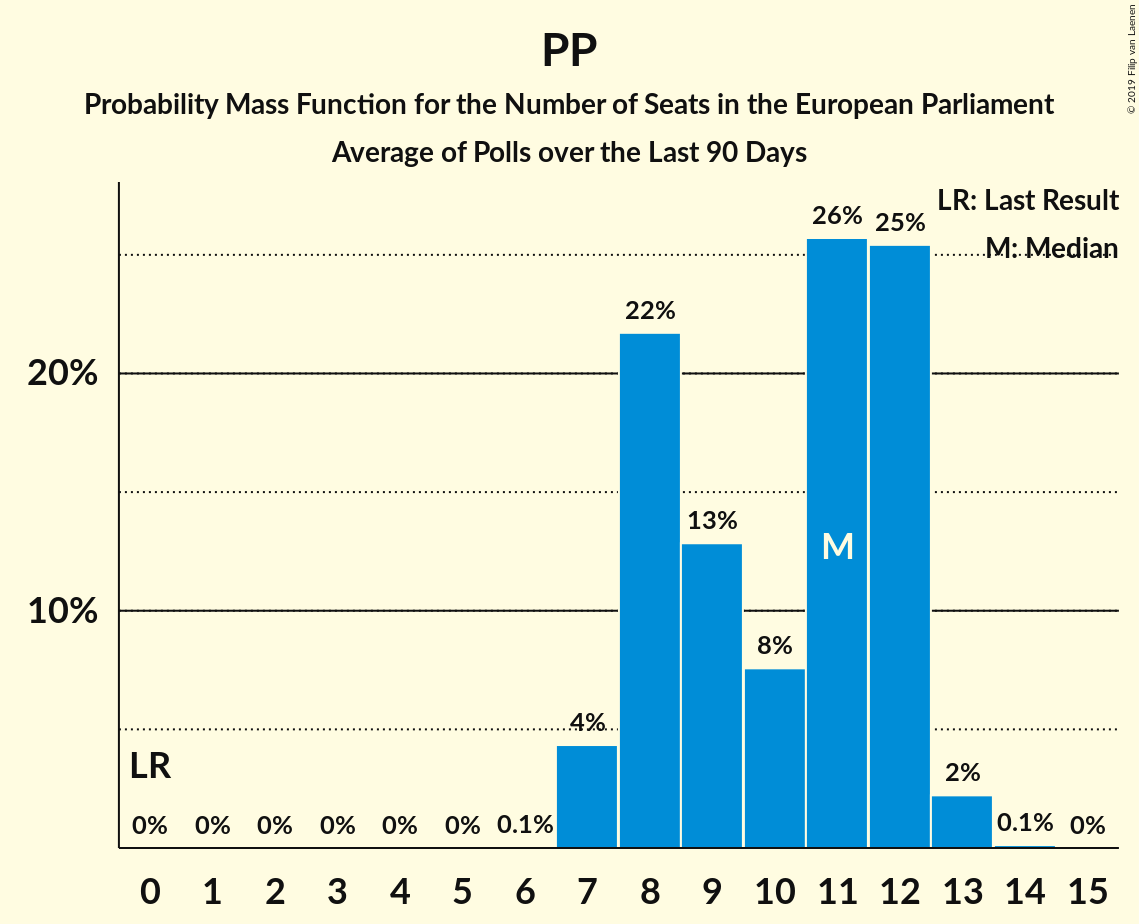 PP
Probability Mass Function for the Number of Seats in the European Parliament
Average of Polls over the Last 90 Days
© 2019 Filip van Laenen
LR: Last Result
M: Median
26%
25%
22%
20%
13%
M
10%
8%
4%
LR
2%
0%
0%
0%
0%
0%
0%
0.1%
0.1%
0%
0 1 2 3 4 5 6 7 8 9 10 11 12 13 14 15